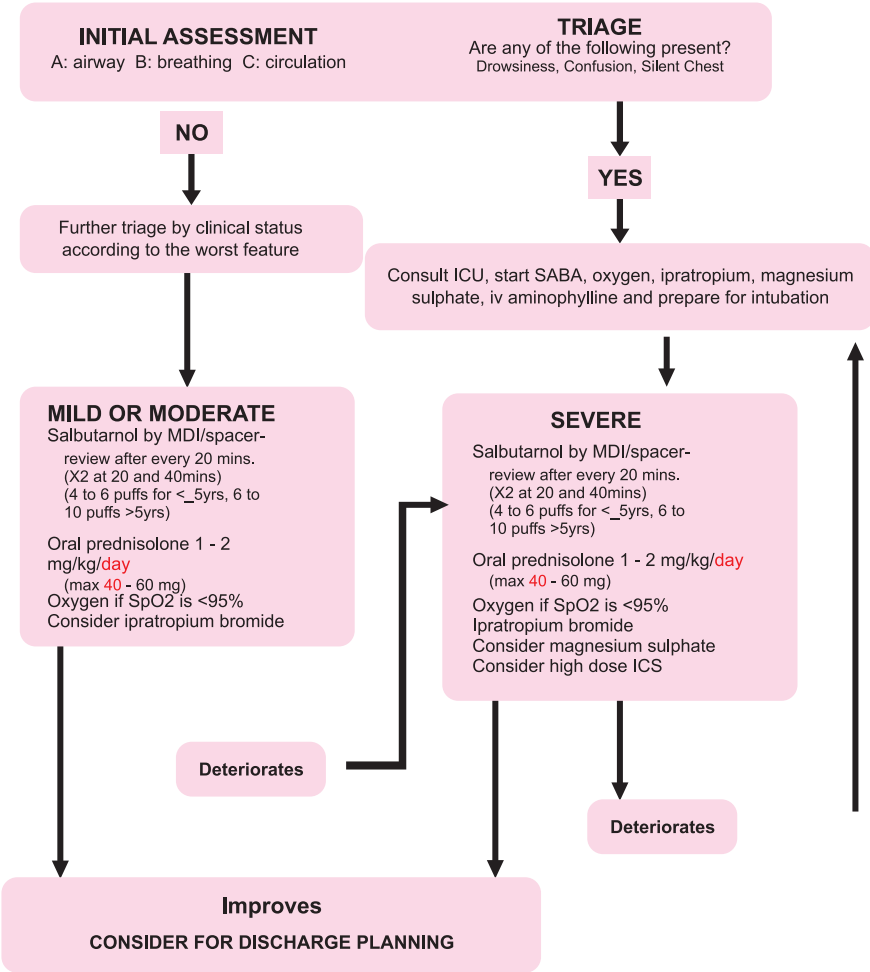 INITIAL ASSESSMENT
A: airway B: breathing C: circulation
TRIAGE
Are any of the following present?
Drowsiness, Confusion, Silent Chest
NO
YES
Further triage by clinical status
according to the worst feature
Consult ICU, start SABA, oxygen, ipratropium, magnesium
sulphate, iv aminophylline and prepare for intubation
MILD OR MODERATE
Salbutarnol by MDI/spacer-
review after every 20 mins.
(X2 at 20 and 40mins)
(4 to 6 puffs for <_5yrs, 6 to
10 puffs >5yrs)
Oral prednisolone 1 - 2
mg/kg/day
(max 40 - 60 mg)
Oxygen if SpO2 is <95%
Consider ipratropium bromide
SEVERE
Salbutarnol by MDI/spacer-
review after every 20 mins.
(X2 at 20 and 40mins)
(4 to 6 puffs for <_5yrs, 6 to
10 puffs >5yrs)
Oral prednisolone 1 - 2 mg/kg/day
(max 40 - 60 mg)
Oxygen if SpO2 is <95%
Ipratropium bromide
Consider magnesium sulphate
Consider high dose ICS
Deteriorates
Deteriorates
Improves
CONSIDER FOR DISCHARGE PLANNING